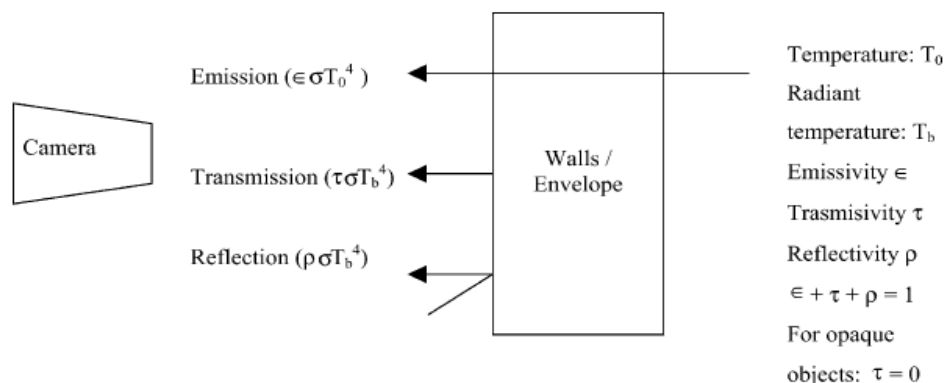 Camera
Emission (∈σT₀⁴ )
Transmission (τσT_b⁴)
Reflection (ρσT_b⁴)
Walls /
Envelope
Temperature: T₀
Radiant
temperature: T_b
Emissivity ∈
Trasmisivity τ
Reflectivity ρ
∈ + τ + ρ = 1
For opaque
objects: τ = 0